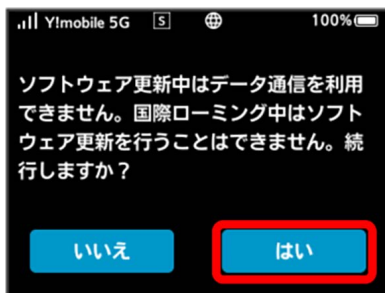 Y!mobile 5G S 100%
ソフトウェア更新中はデータ通信を利用
できません。国際ローミング中はソフト
ウェア更新を行うことはできません。続
行しますか？
いいえ はい